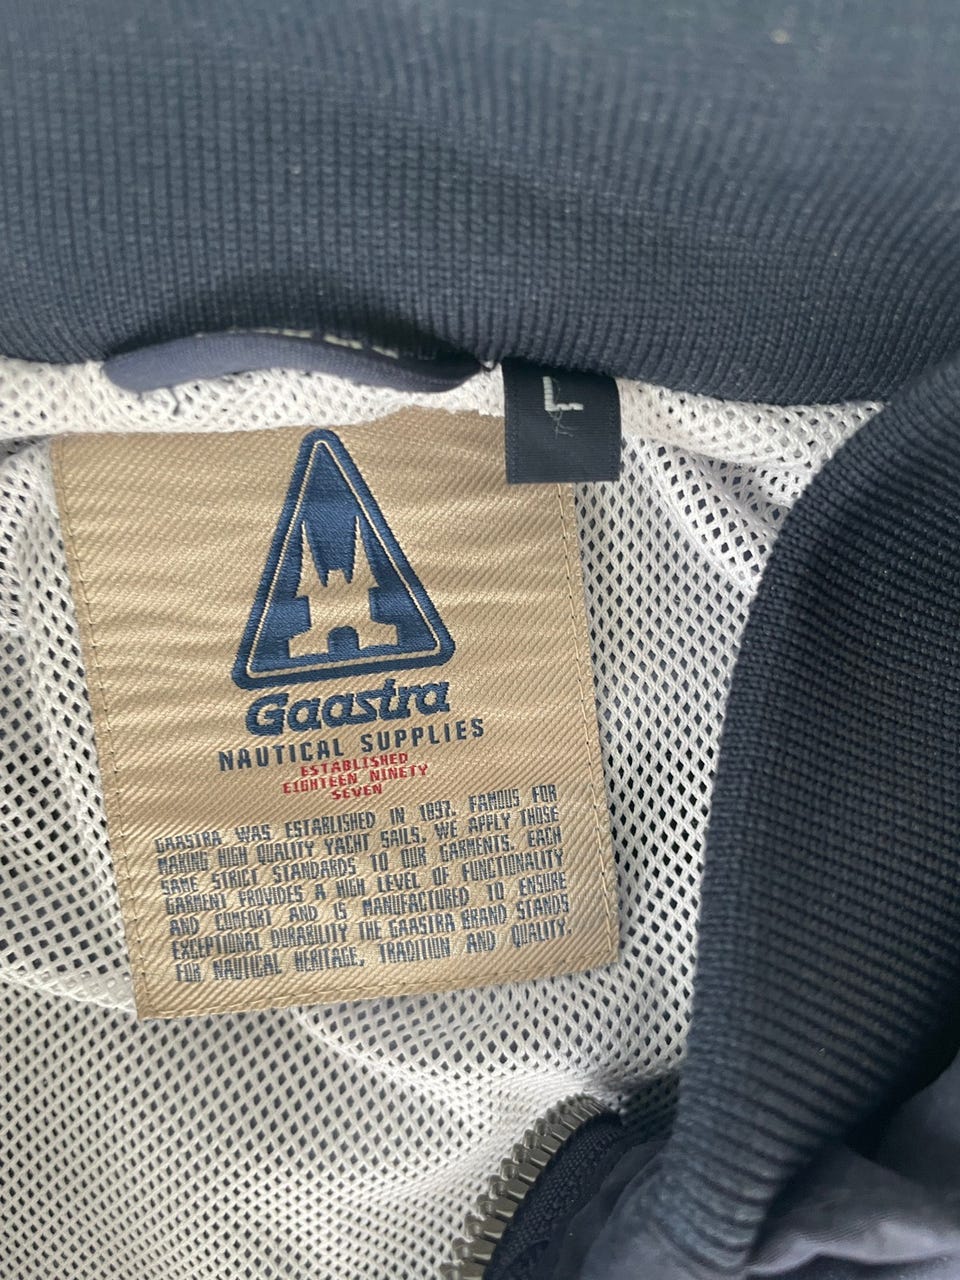 L
Gaastra
NAUTICAL SUPPLIES
ESTABLISHED
EIGHTEEN NINETY
SEVEN
GAASTRA WAS ESTABLISHED IN 1897. FAMOUS FOR
MAKING HIGH QUALITY YACHT SAILS. WE APPLY THOSE
SAME STRICT STANDARDS TO OUR GARMENTS. EACH
GARMENT PROVIDES A HIGH LEVEL OF FUNCTIONALITY
AND COMFORT AND IS MANUFACTURED TO ENSURE
EXCEPTIONAL DURABILITY THE GAASTRA BRAND STANDS
FOR NAUTICAL HERITAGE, TRADITION AND QUALITY.